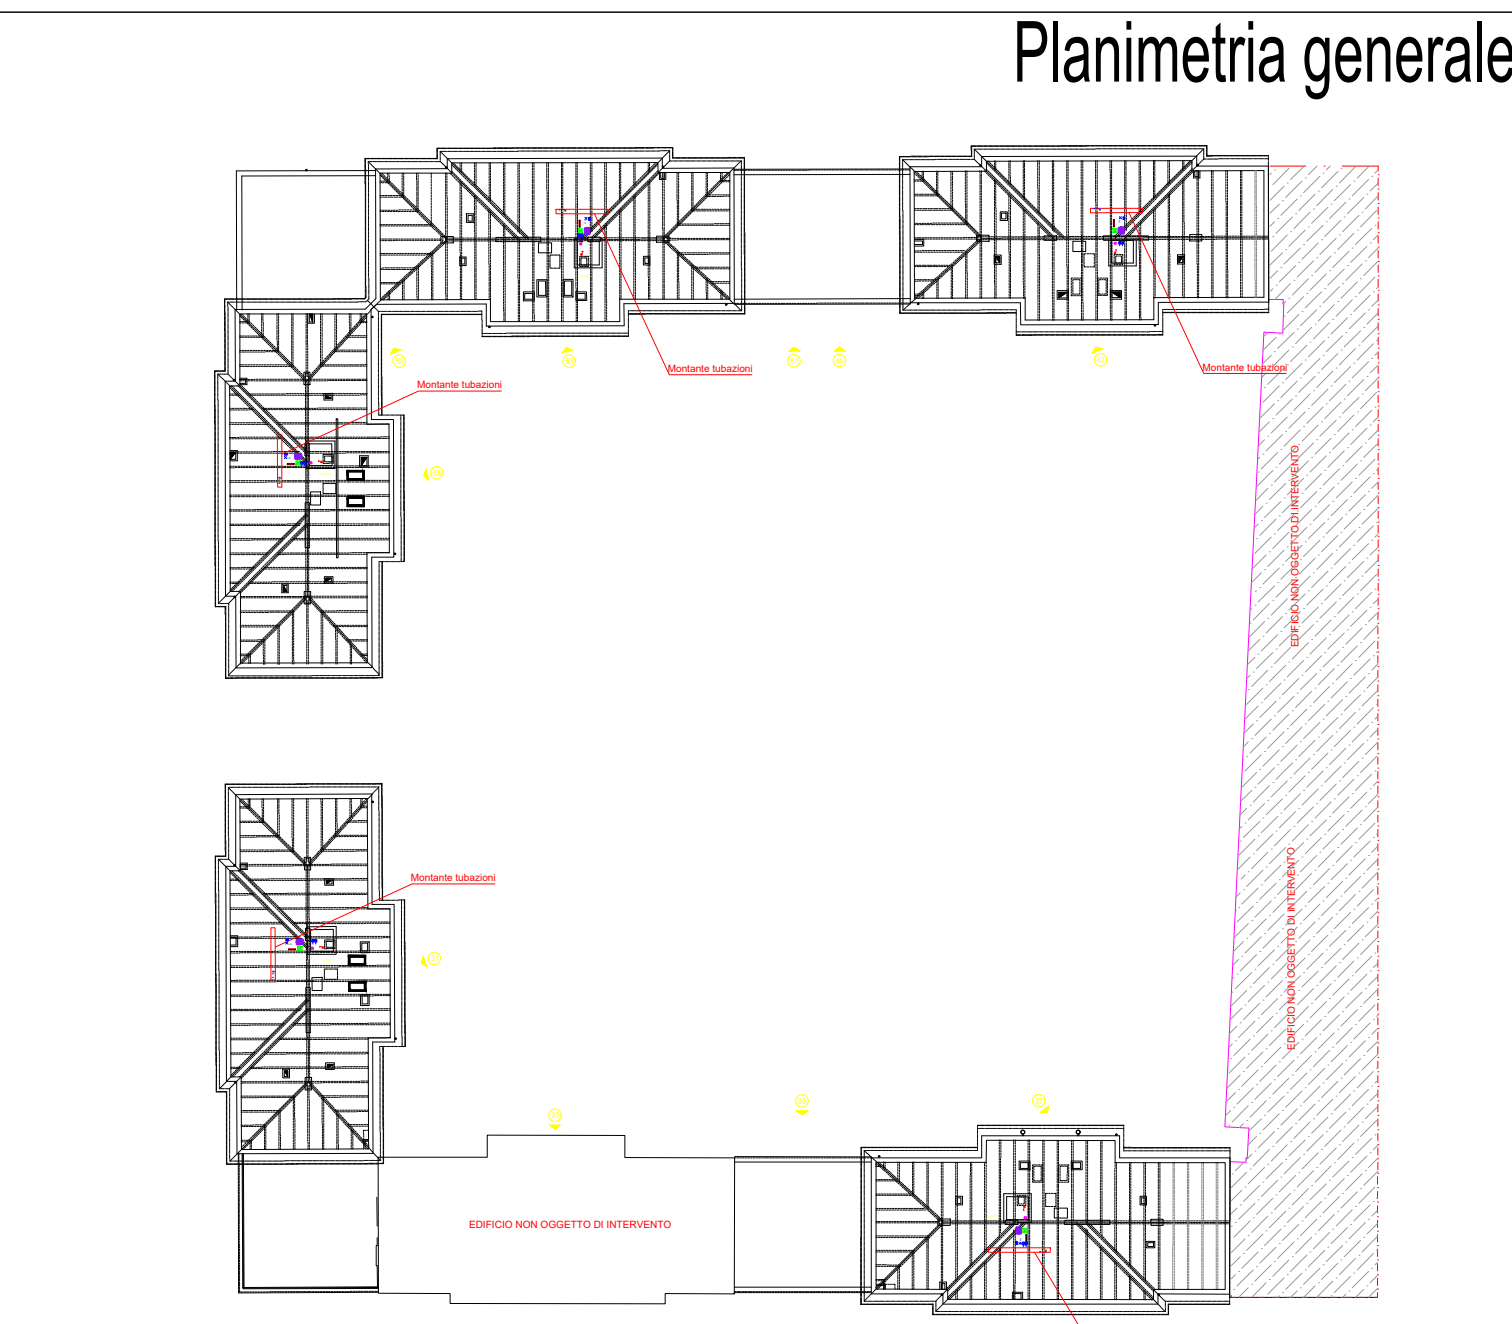 Planimetria generale
Montante tubazioni
Montante tubazioni
Montante tubazioni
EDIFICIO NON OGGETTO DI INTERVENTO
Montante tubazioni
EDIFICIO NON OGGETTO DI INTERVENTO
EDIFICIO NON OGGETTO DI INTERVENTO